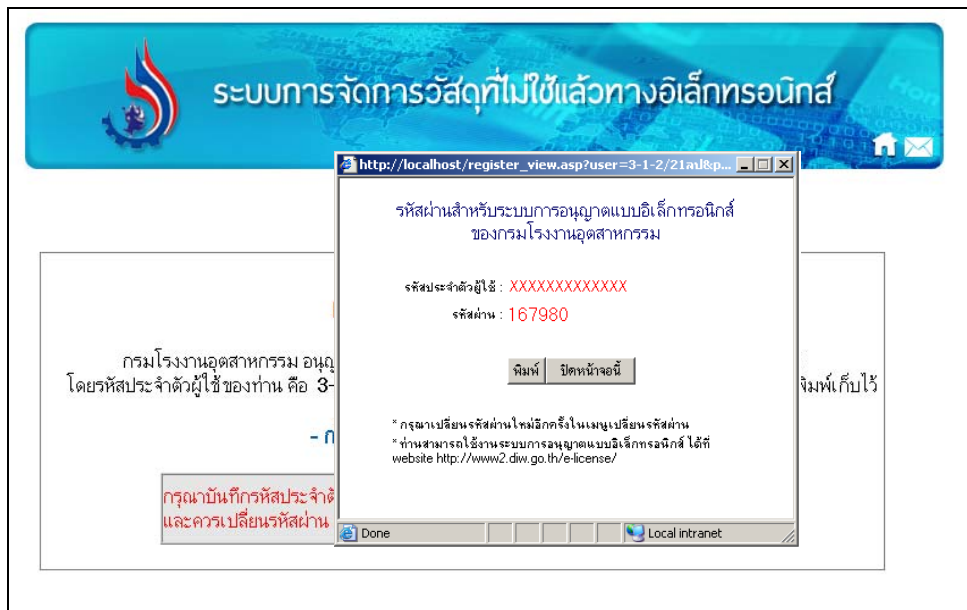 ระบบการจัดการวัสดุที่ไม่ใช้แล้วทางอิเล็กทรอนิกส์
http://localhost/register_view.asp?user=3-1-2/21สป&p...
รหัสผ่านสำหรับระบบการอนุญาตแบบอิเล็กทรอนิกส์
ของกรมโรงงานอุตสาหกรรม
รหัสประจำตัวผู้ใช้ : XXXXXXXXXXXXX
รหัสผ่าน : 167980
พิมพ์ ปิดหน้าจอนี้
* กรุณาเปลี่ยนรหัสผ่านใหม่อีกครั้งในเมนูเปลี่ยนรหัสผ่าน
* ท่านสามารถใช้งานระบบการอนุญาตแบบอิเล็กทรอนิกส์ ได้ที่
website http://www2.diw.go.th/e-license/
Done Local intranet
กรมโรงงานอุตสาหกรรม อนุญ
โดยรหัสประจำตัวผู้ใช้ของท่าน คือ 3- พิมพ์เก็บไว้
- ก
กรุณาบันทึกรหัสประจำตั
และควรเปลี่ยนรหัสผ่าน